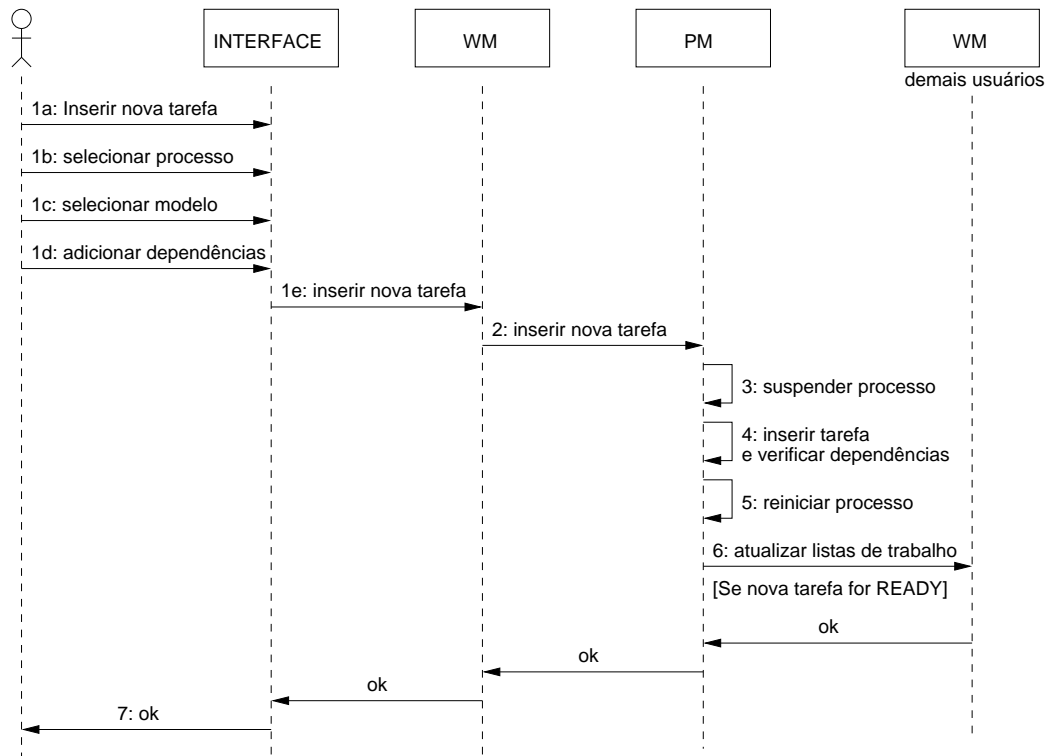 INTERFACE
WM
PM
WM
demais usuários
1a: Inserir nova tarefa
1b: selecionar processo
1c: selecionar modelo
1d: adicionar dependências
1e: inserir nova tarefa
2: inserir nova tarefa
3: suspender processo
4: inserir tarefa
e verificar dependências
5: reiniciar processo
6: atualizar listas de trabalho
[Se nova tarefa for READY]
ok
ok
ok
7: ok